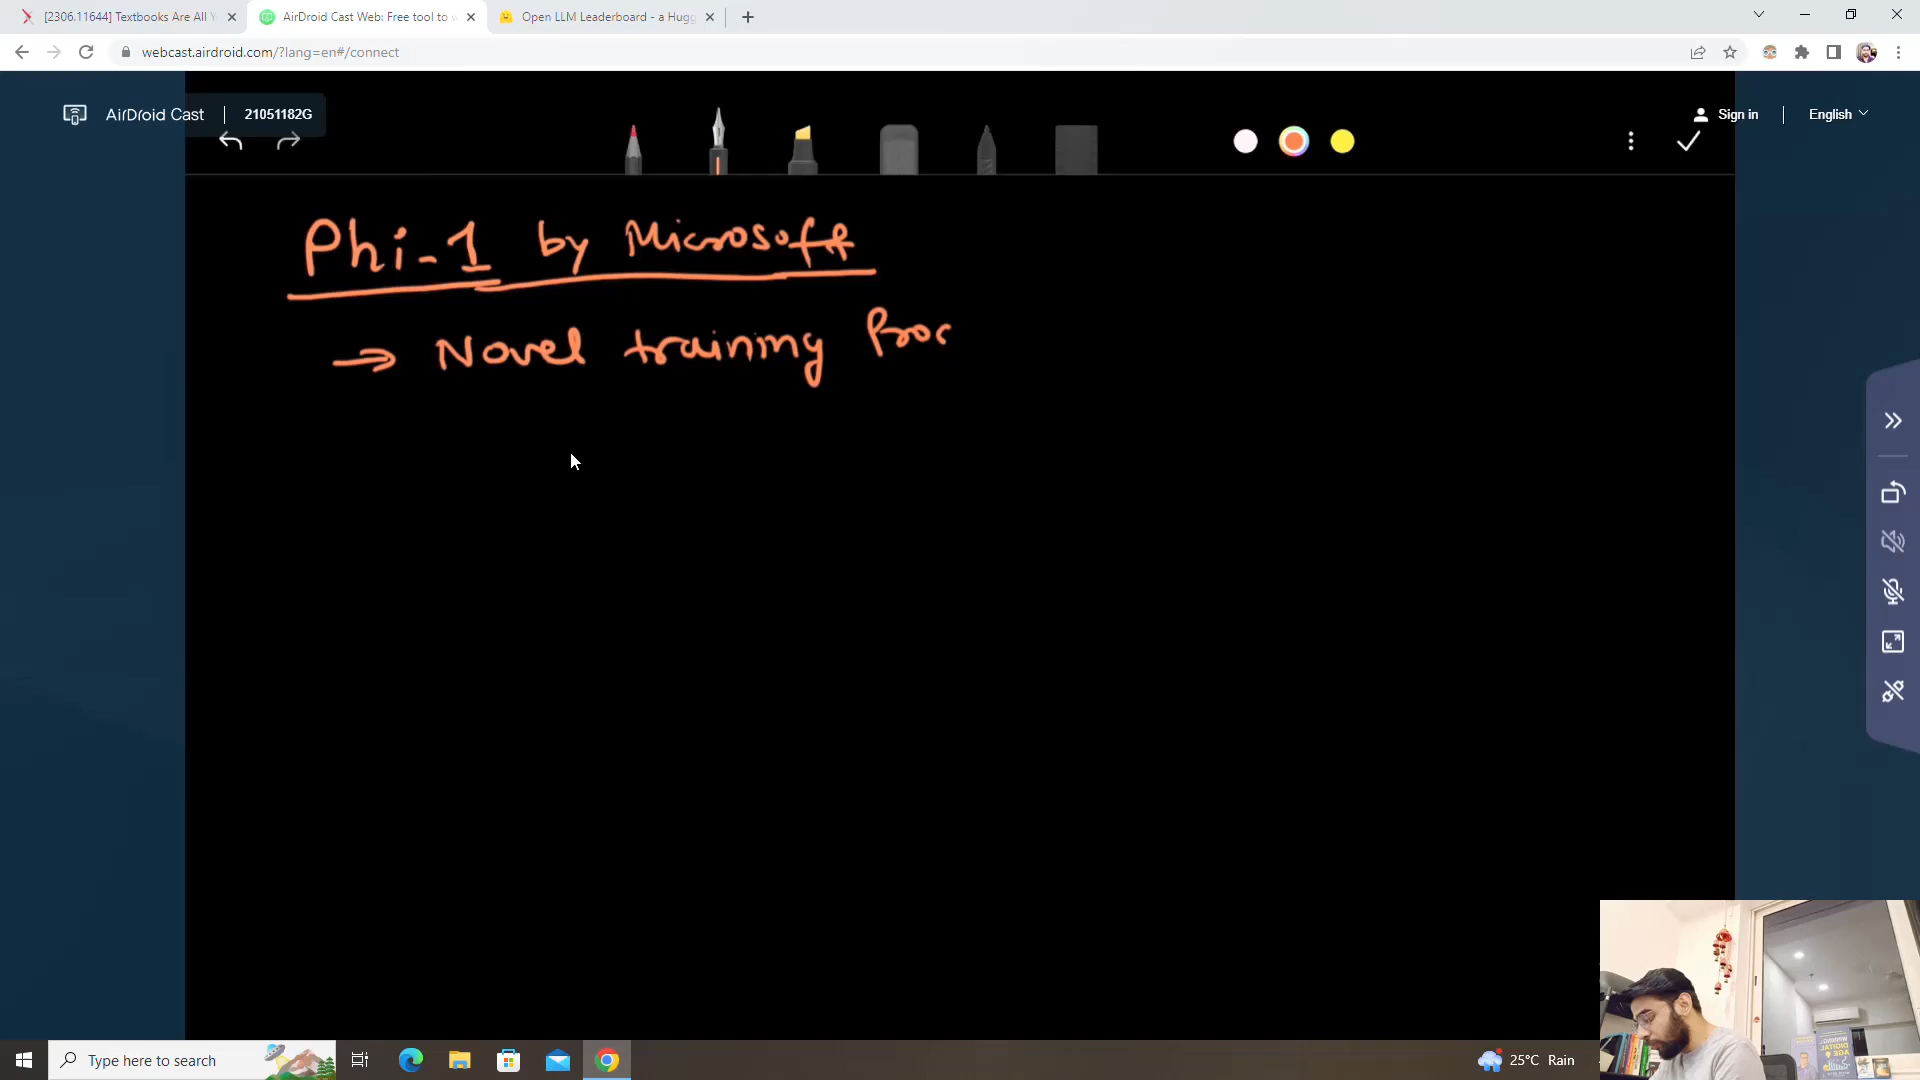 [2306.11644] Textbooks Are All Y
AirDroid Cast Web: Free tool to
Open LLM Leaderboard - a Hugg
webcast.airdroid.com/?lang=en#/connect
AirDroid Cast | 21051182G
Sign in | English
Phi-1 by Microsoft
→ Novel training Proc
Type here to search
25°C Rain
DIGITAL
AGE